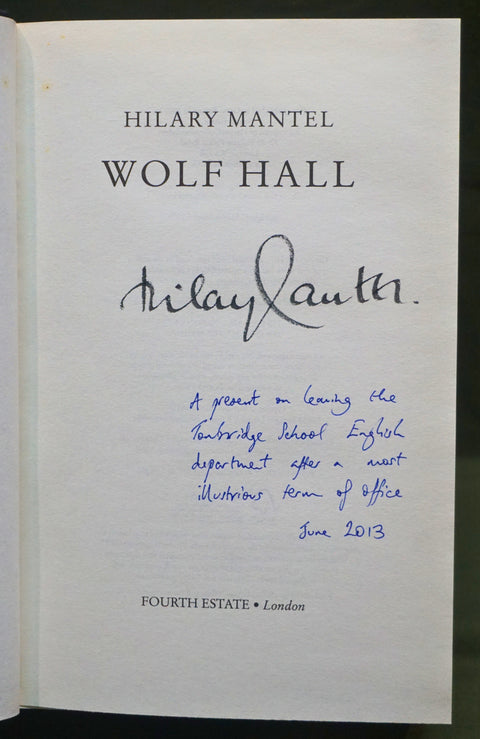 HILARY MANTEL
WOLF HALL
Hilary Mantel.
A present on leaving the
Tonbridge School English
department after a most
illustrious term of office
June 2013
FOURTH ESTATE • London